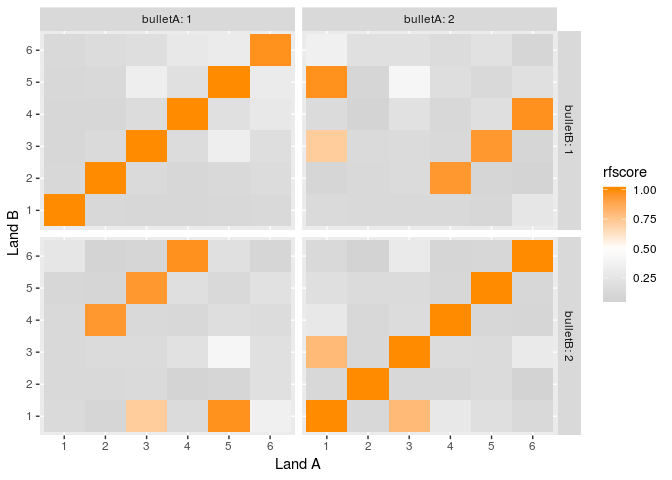 bulletA: 1
bulletA: 2
6
5
4
3
2
1
bulletB: 1
Land B
6
5
4
3
2
1
bulletB: 2
1 2 3 4 5 6
1 2 3 4 5 6
Land A
rfscore
1.00
0.75
0.50
0.25